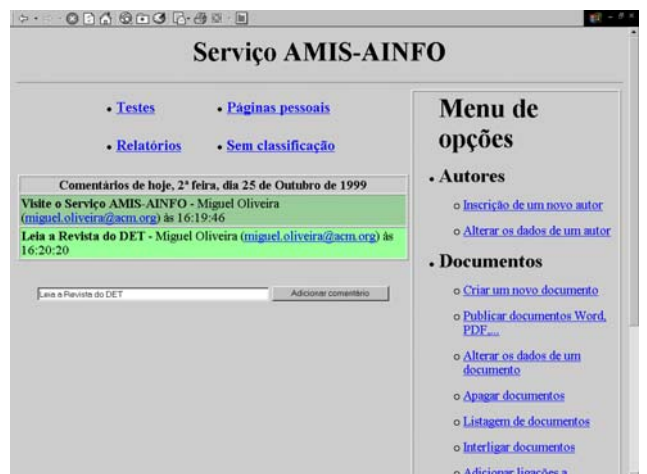 Serviço AMIS-AINFO
• Testes
• Páginas pessoais
• Relatórios
• Sem classificação
Comentários de hoje, 2ª feira, dia 25 de Outubro de 1999
Visite o Serviço AMIS-AINFO - Miguel Oliveira
(miguel.oliveira@acm.org) às 16:19:46
Leia a Revista do DET - Miguel Oliveira (miguel.oliveira@acm.org) às
16:20:20
Leia a Revista do DET
Adicionar comentário
Menu de
opções
• Autores
o Inscrição de um novo autor
o Alterar os dados de um autor
• Documentos
o Criar um novo documento
o Publicar documentos Word,
PDF,...
o Alterar os dados de um
documento
o Apagar documentos
o Listagem de documentos
o Interligar documentos
o Adicionar ligações a